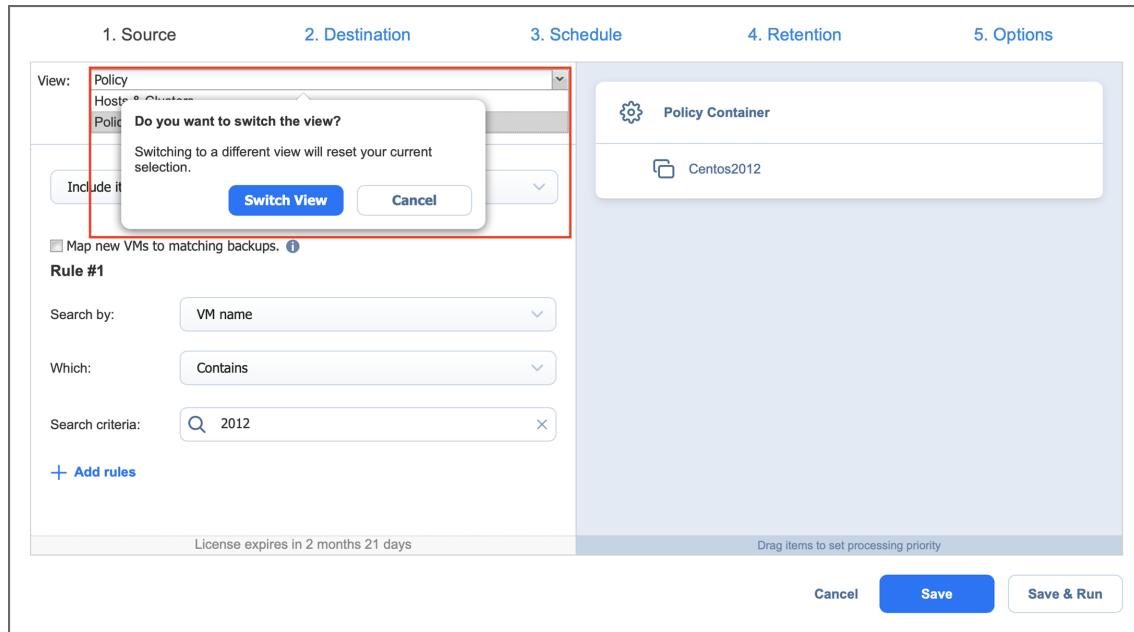 1. Source 2. Destination 3. Schedule 4. Retention 5. Options
View: Policy
Hosts & Clusters
Do you want to switch the view?
Switching to a different view will reset your current
selection.
Switch View Cancel
Include
Map new VMs to matching backups.
Rule #1
Search by: VM name
Which: Contains
Search criteria: 2012
Add rules
License expires in 2 months 21 days
Policy Container
Centos2012
Drag items to set processing priority
Cancel Save Save & Run